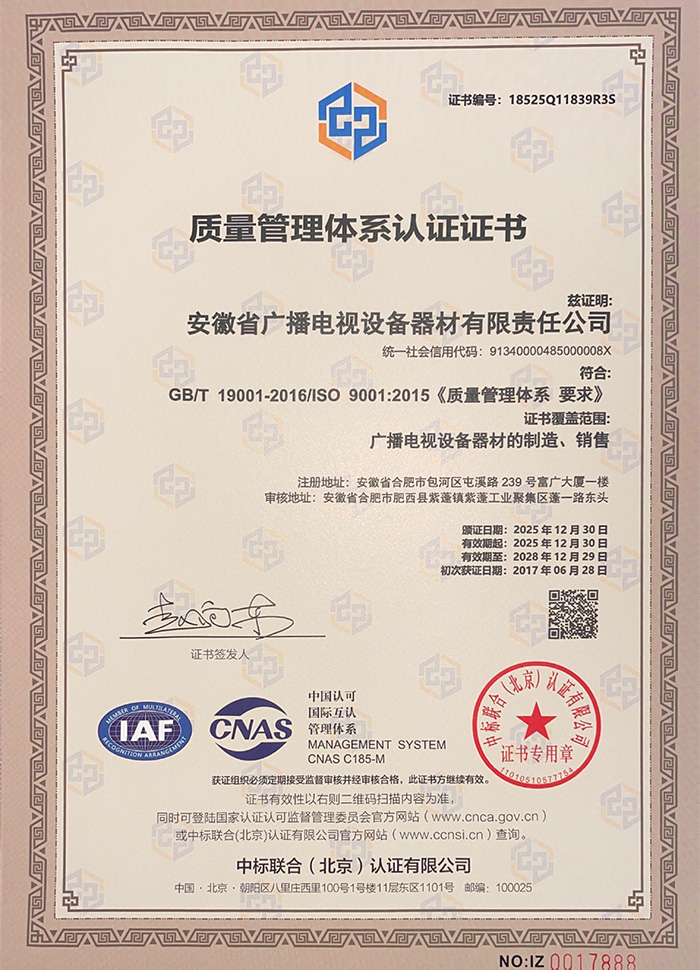 证书编号：18525Q11839R3S
质量管理体系认证证书
兹证明:
安徽省广播电视设备器材有限责任公司
统一社会信用代码：91340000485000008X
符合:
GB/T 19001-2016/ISO 9001:2015《质量管理体系 要求》
证书覆盖范围:
广播电视设备器材的制造、销售
注册地址：安徽省合肥市包河区屯溪路 239 号富广大厦一楼
审核地址：安徽省合肥市肥西县紫蓬镇紫蓬工业聚集区蓬一路东头
颁证日期：2025 年 12 月 30 日
有效期起：2025 年 12 月 30 日
有效期至：2028 年 12 月 29 日
初次获证日期：2017 年 06 月 28 日
证书签发人
MEMBER OF MULTILATERAL
IAF
RECOGNITION ARRANGEMENT
CNAS
中国认可
国际互认
管理体系
MANAGEMENT SYSTEM
CNAS C185-M
中标联合（北京）认证有限公司
证书专用章
11010510577754
获证组织必须定期接受监督审核并经审核合格，此证书方继续有效。
证书有效性以右则二维码扫描内容为准，
同时可登陆国家认证认可监督管理委员会官方网站（www.cnca.gov.cn）
或中标联合(北京)认证有限公司官方网站（www.ccnsi.cn）查询。
中标联合（北京）认证有限公司
中国·北京·朝阳区八里庄西里100号1号楼11层东区1101号 邮编：100025
NO:IZ 0017888